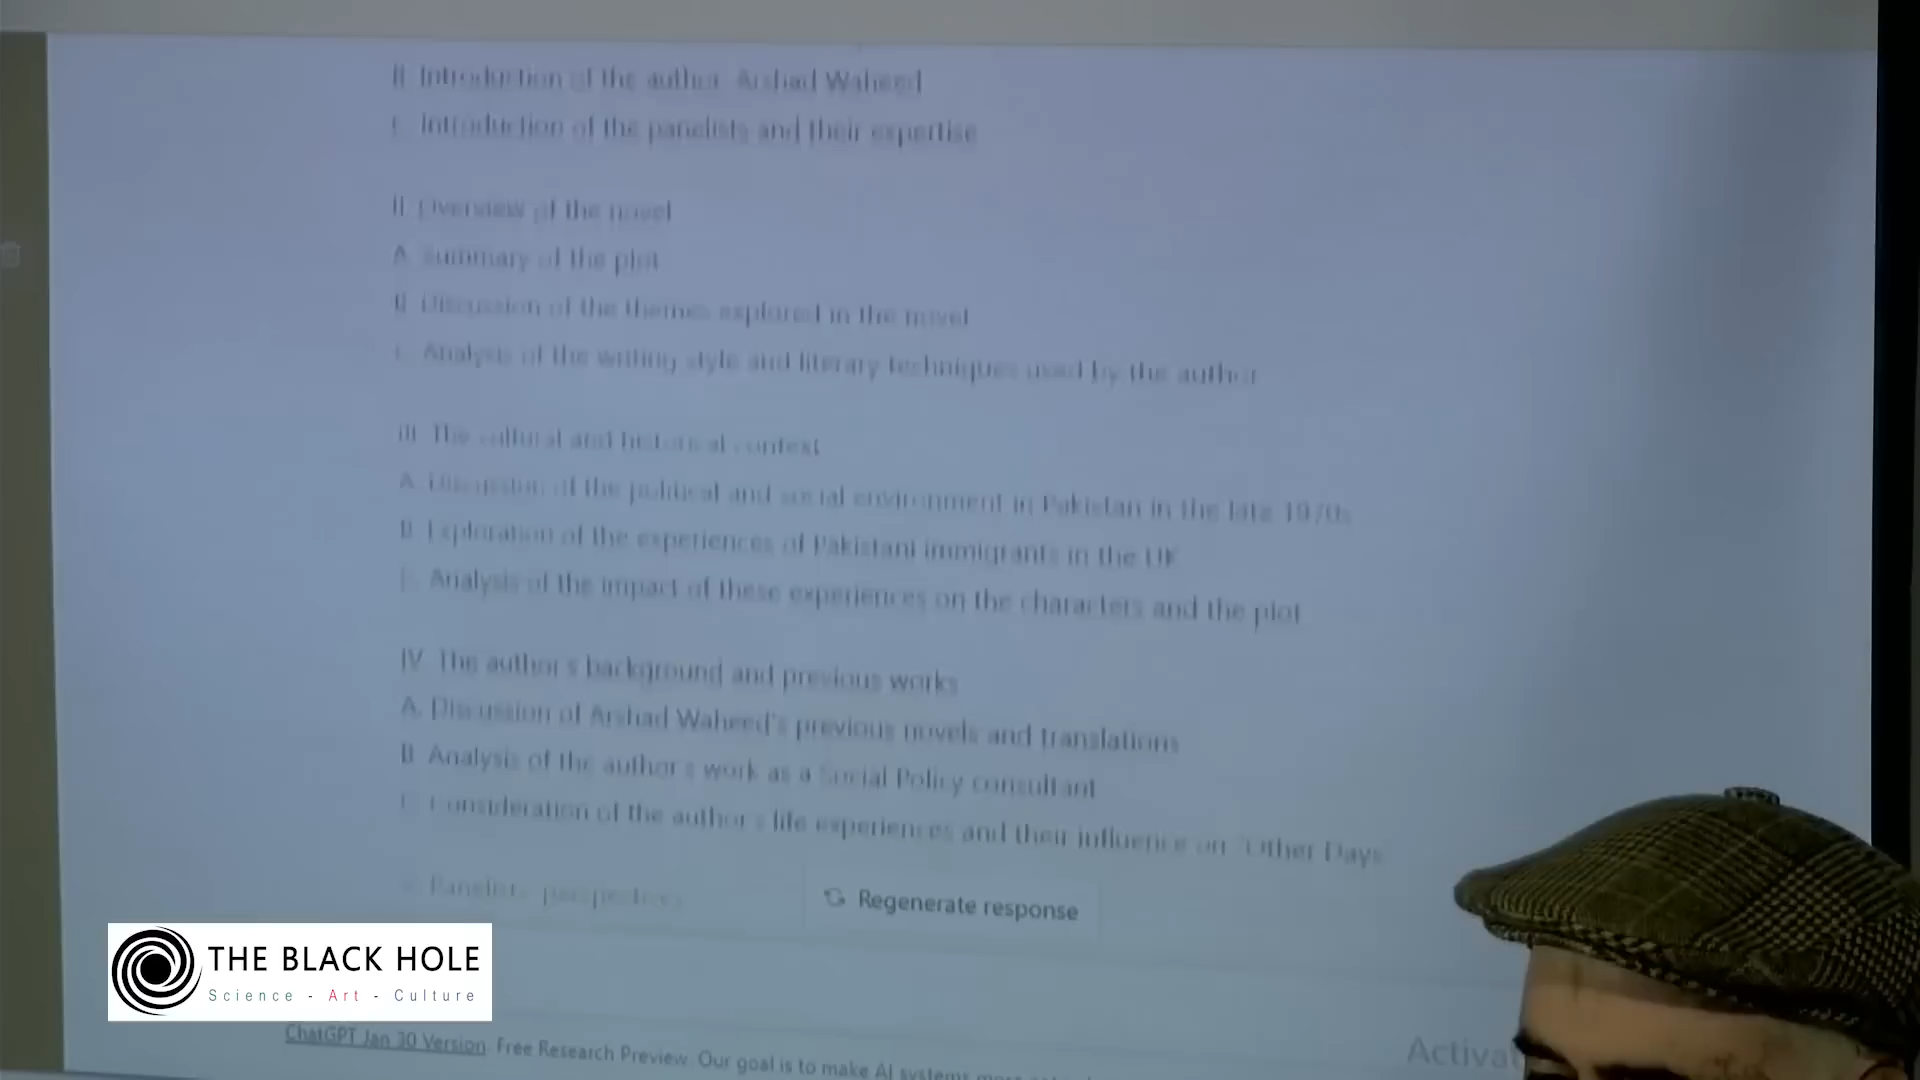 B. Introduction of the author, Arshad Waheed
C. Introduction of the panelists and their expertise
II. Overview of the novel
A. Summary of the plot
B. Discussion of the themes explored in the novel
C. Analysis of the writing style and literary techniques used by the author
III. The cultural and historical context
A. Discussion of the political and social environment in Pakistan in the late 1970s
B. Exploration of the experiences of Pakistani immigrants in the UK
C. Analysis of the impact of these experiences on the characters and the plot
IV. The author's background and previous works
A. Discussion of Arshad Waheed's previous novels and translations
B. Analysis of the author's work as a Social Policy consultant
C. Consideration of the author's life experiences and their influence on "Other Days
Panelists' perspectives
Regenerate response
THE BLACK HOLE
Science - Art - Culture
ChatGPT Jan 30 Version. Free Research Preview. Our goal is to make AI systems more
Activa